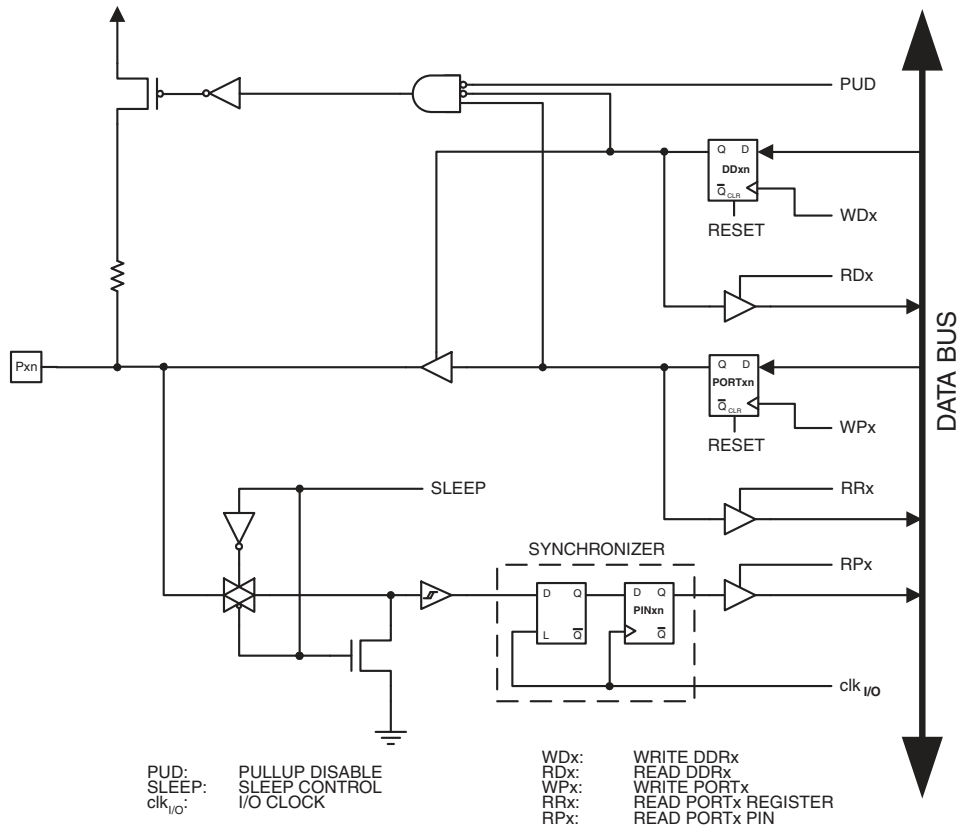 PUD
Q D
DDxn
Q CLR
WDx
RESET
RDx
DATA BUS
Pxn
Q D
PORTxn
Q CLR
WPx
RESET
SLEEP
RRx
SYNCHRONIZER
RPx
D Q
L Q
D Q
PINxn
Q
clk I/O
PUD: PULLUP DISABLE
SLEEP: SLEEP CONTROL
clkI/O: I/O CLOCK
WDx: WRITE DDRx
RDx: READ DDRx
WPx: WRITE PORTx
RRx: READ PORTx REGISTER
RPx: READ PORTx PIN